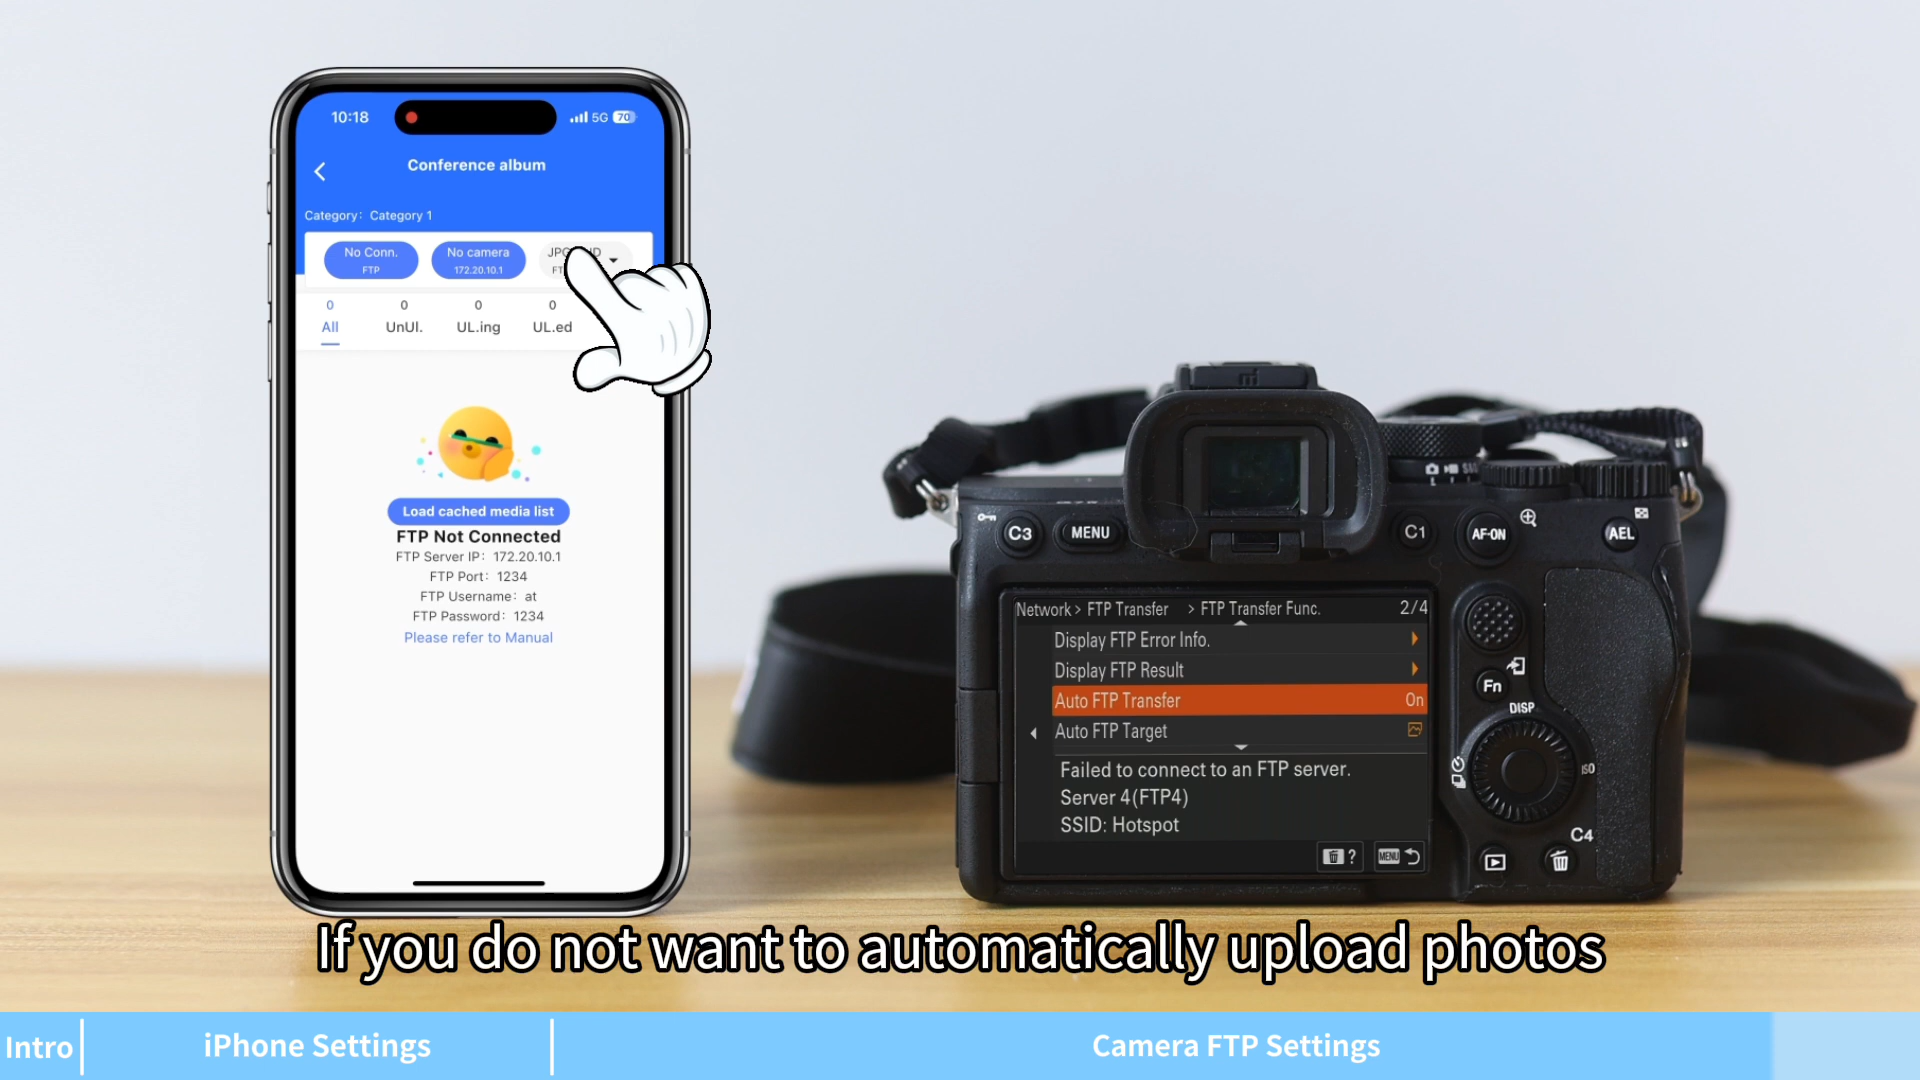 10:18
5G 70
Conference album
Category: Category 1
No Conn.
FTP
No camera
172.20.10.1
0 0 0 0
All UnUl. UL.ing UL.ed
Load cached media list
FTP Not Connected
FTP Server IP: 172.20.10.1
FTP Port: 1234
FTP Username: at
FTP Password: 1234
Please refer to Manual
C3
MENU
C1
AF-ON
AEL
Fn
DISP
ISO
C4
Network > FTP Transfer > FTP Transfer Func. 2/4
Display FTP Error Info.
Display FTP Result
Auto FTP Transfer On
Auto FTP Target
Failed to connect to an FTP server.
Server 4(FTP4)
SSID: Hotspot
?
MENU
If you do not want to automatically upload photos
Intro
iPhone Settings
Camera FTP Settings